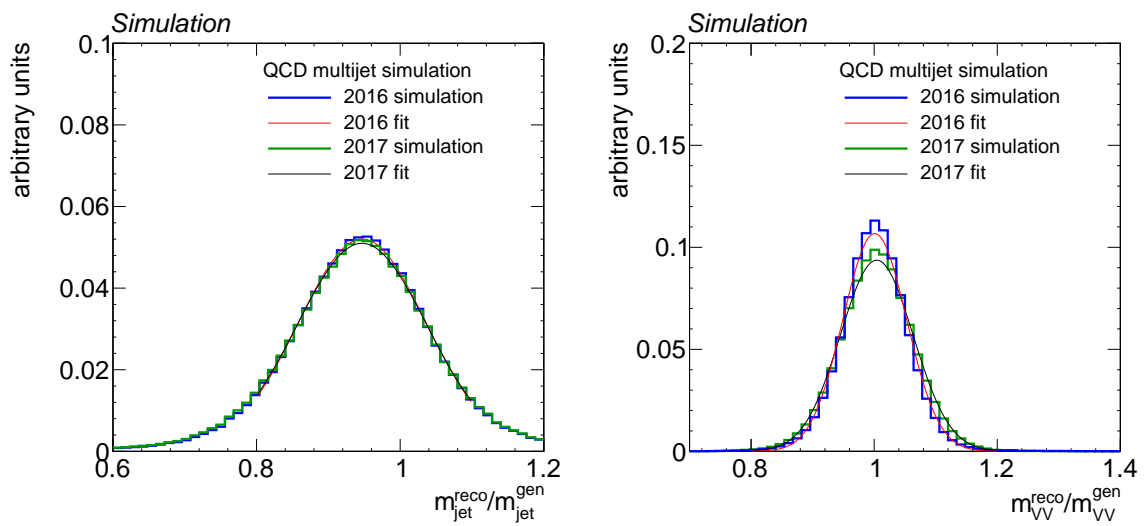 Simulation
arbitrary units
0.1
0.08
0.06
0.04
0.02
0
QCD multijet simulation
2016 simulation
2016 fit
2017 simulation
2017 fit
0.6
0.8
1
1.2
m_jet^reco/m_jet^gen
Simulation
arbitrary units
0.2
0.15
0.1
0.05
0
QCD multijet simulation
2016 simulation
2016 fit
2017 simulation
2017 fit
0.8
1
1.2
1.4
m_VV^reco/m_VV^gen